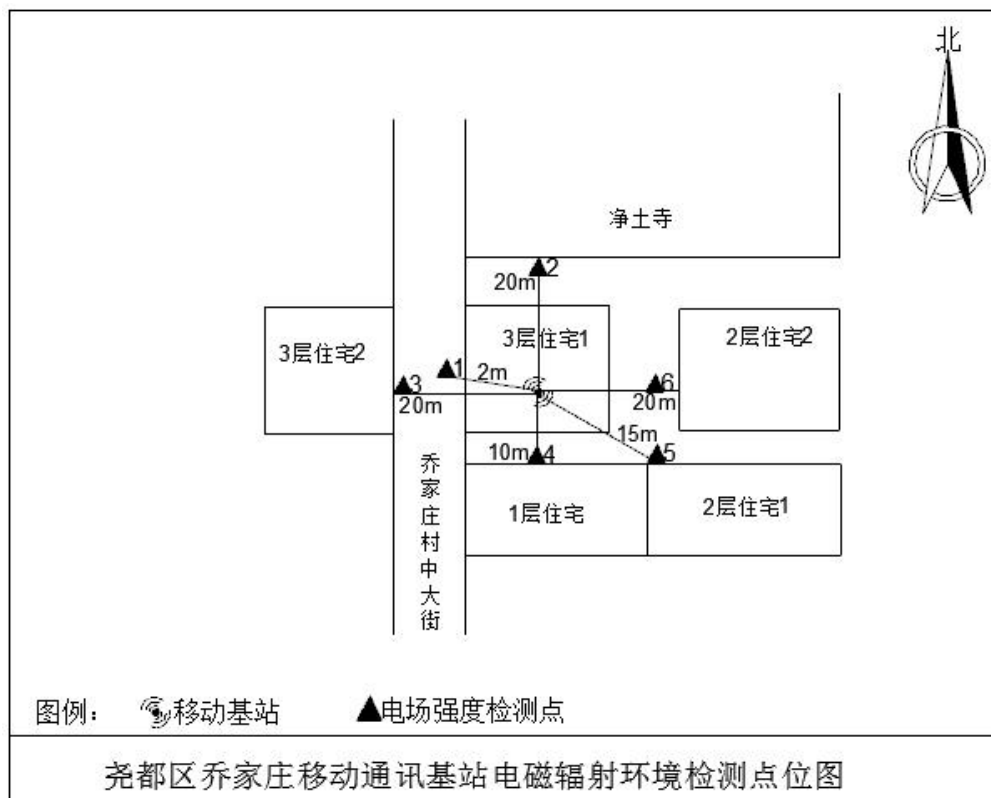 北
净土寺
2
20m
3层住宅1
2层住宅2
3层住宅2
1
2m
3
6
20m
20m
15m
10m 4
5
乔家庄村中大街
1层住宅
2层住宅1
图例： 移动基站 电场强度检测点
尧都区乔家庄移动通讯基站电磁辐射环境检测点位图